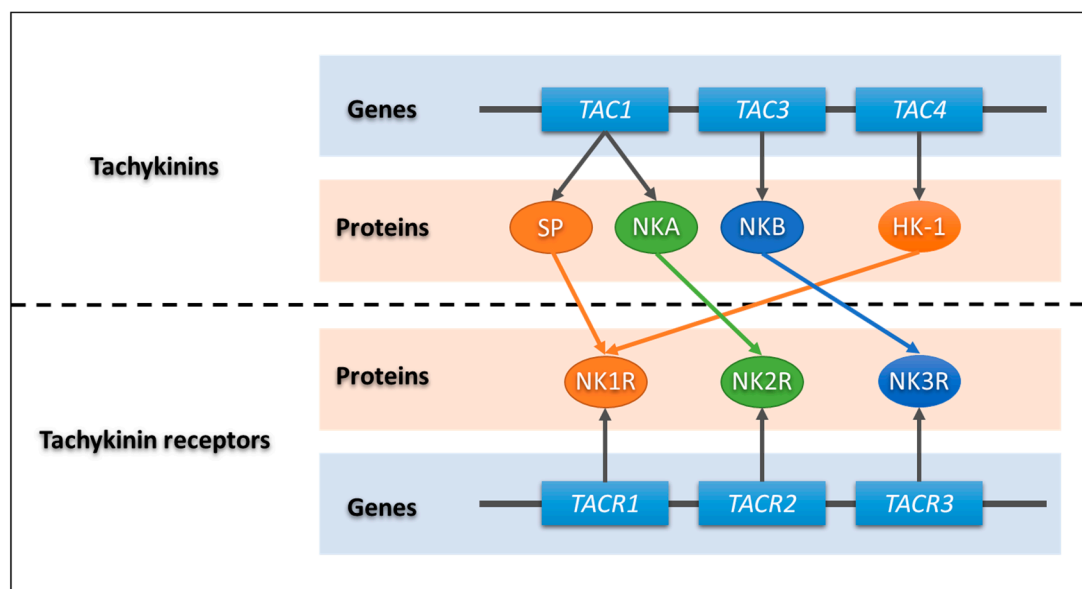 Genes
TAC1
TAC3
TAC4
Tachykinins
Proteins
SP
NKA
NKB
HK-1
Proteins
NK1R
NK2R
NK3R
Tachykinin receptors
Genes
TACR1
TACR2
TACR3